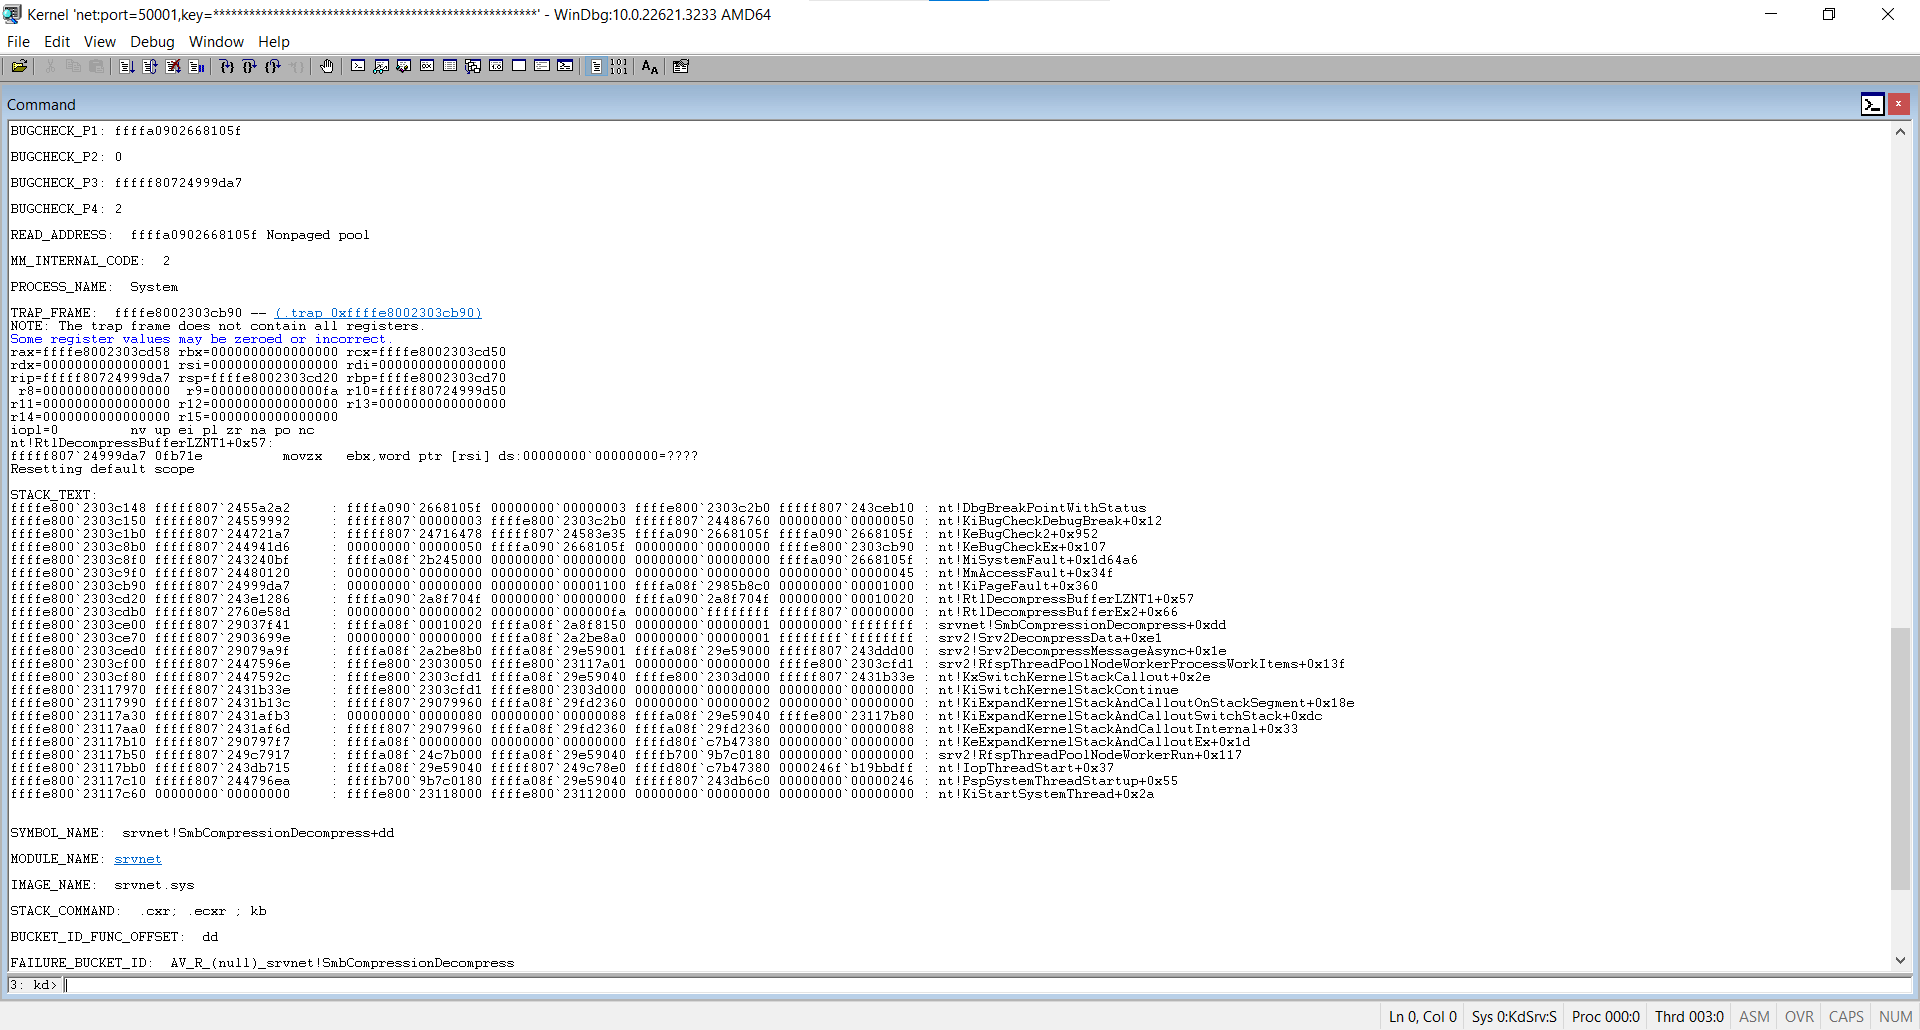 Kernel 'net:port=50001,key=******************************************************' - WinDbg:10.0.22621.3233 AMD64
File Edit View Debug Window Help
Command
BUGCHECK_P1: ffffa0902668105f
BUGCHECK_P2: 0
BUGCHECK_P3: fffff80724999da7
BUGCHECK_P4: 2
READ_ADDRESS:  ffffa0902668105f Nonpaged pool
MM_INTERNAL_CODE:  2
PROCESS_NAME:  System
TRAP_FRAME:  ffffe8002303cb90 -- (.trap 0xffffe8002303cb90)
NOTE: The trap frame does not contain all registers.
Some register values may be zeroed or incorrect.
rax=ffffe8002303cd58 rbx=0000000000000000 rcx=ffffe8002303cd50
rdx=0000000000000001 rsi=0000000000000000 rdi=0000000000000000
rip=fffff80724999da7 rsp=ffffe8002303cd20 rbp=ffffe8002303cd70
r8=0000000000000000  r9=00000000000000fa r10=fffff80724999d50
r11=0000000000000000 r12=0000000000000000 r13=0000000000000000
r14=0000000000000000 r15=0000000000000000
iopl=0         nv up ei pl zr na po nc
nt!RtlDecompressBufferLZNT1+0x57:
fffff807`24999da7 0fb71e          movzx   ebx,word ptr [rsi] ds:00000000`00000000=????
Resetting default scope
STACK_TEXT:
ffffe800`2303c148 fffff807`2455a2a2     : ffffa090`2668105f 00000000`00000003 ffffe800`2303c2b0 fffff807`243ceb10 : nt!DbgBreakPointWithStatus
ffffe800`2303c150 fffff807`24559992     : fffff807`00000003 ffffe800`2303c2b0 fffff807`24486760 00000000`00000050 : nt!KiBugCheckDebugBreak+0x12
ffffe800`2303c1b0 fffff807`244721a7     : fffff807`24716478 fffff807`24583e35 ffffa090`2668105f ffffa090`2668105f : nt!KeBugCheck2+0x952
ffffe800`2303c8b0 fffff807`244941d6     : 00000000`00000050 ffffa090`2668105f 00000000`00000000 ffffe800`2303cb90 : nt!KeBugCheckEx+0x107
ffffe800`2303c8f0 fffff807`243240bf     : ffffa08f`2b245000 00000000`00000000 00000000`00000000 ffffa090`2668105f : nt!MiSystemFault+0x1d64a6
ffffe800`2303c9f0 fffff807`24480120     : 00000000`00000000 00000000`00000000 00000000`00000000 00000000`00000045 : nt!MmAccessFault+0x34f
ffffe800`2303cb90 fffff807`24999da7     : 00000000`00000000 00000000`00001100 ffffa08f`2985b8c0 00000000`00001000 : nt!KiPageFault+0x360
ffffe800`2303cd20 fffff807`243e1286     : ffffa090`2a8f704f 00000000`00000000 ffffa090`2a8f704f 00000000`00010020 : nt!RtlDecompressBufferLZNT1+0x57
ffffe800`2303cdb0 fffff807`2760e58d     : 00000000`00000002 00000000`000000fa 00000000`ffffffff fffff807`00000000 : nt!RtlDecompressBufferEx2+0x66
ffffe800`2303ce00 fffff807`29037f41     : ffffa08f`00010020 ffffa08f`2a8f8150 00000000`00000001 00000000`ffffffff : srvnet!SmbCompressionDecompress+0xdd
ffffe800`2303ce70 fffff807`2903699e     : 00000000`00000000 ffffa08f`2a2be8a0 00000000`00000001 ffffffff`ffffffff : srv2!Srv2DecompressData+0xe1
ffffe800`2303ced0 fffff807`29079a9f     : ffffa08f`2a2be8b0 ffffa08f`29e59001 ffffa08f`29e59000 fffff807`243ddd00 : srv2!Srv2DecompressMessageAsync+0x1e
ffffe800`2303cf00 fffff807`2447596e     : ffffe800`23030050 ffffe800`23117a01 00000000`00000000 ffffe800`2303cfd1 : srv2!RfspThreadPoolNodeWorkerProcessWorkItems+0x13f
ffffe800`2303cf80 fffff807`2447592c     : ffffe800`2303cfd1 ffffa08f`29e59040 ffffe800`2303d000 fffff807`2431b33e : nt!KxSwitchKernelStackCallout+0x2e
ffffe800`23117970 fffff807`2431b33e     : ffffe800`2303cfd1 ffffe800`2303d000 00000000`00000000 00000000`00000000 : nt!KiSwitchKernelStackContinue
ffffe800`23117990 fffff807`2431b13c     : fffff807`29079960 ffffa08f`29fd2360 00000000`00000002 00000000`00000000 : nt!KiExpandKernelStackAndCalloutOnStackSegment+0x18e
ffffe800`23117a30 fffff807`2431afb3     : 00000000`00000080 00000000`00000088 ffffa08f`29e59040 ffffe800`23117b80 : nt!KiExpandKernelStackAndCalloutSwitchStack+0xdc
ffffe800`23117aa0 fffff807`2431af6d     : fffff807`29079960 ffffa08f`29fd2360 ffffa08f`29fd2360 00000000`00000088 : nt!KeExpandKernelStackAndCalloutInternal+0x33
ffffe800`23117b10 fffff807`290797f7     : ffffa08f`00000000 00000000`00000000 ffffd80f`c7b47380 00000000`00000000 : nt!KeExpandKernelStackAndCalloutEx+0x1d
ffffe800`23117b50 fffff807`249c7917     : ffffa08f`24c7b000 ffffa08f`29e59040 ffffb700`9b7c0180 00000000`00000000 : srv2!RfspThreadPoolNodeWorkerRun+0x117
ffffe800`23117bb0 fffff807`243db715     : ffffa08f`29e59040 fffff807`249c78e0 ffffd80f`c7b47380 0000246f`b19bbdff : nt!IopThreadStart+0x37
ffffe800`23117c10 fffff807`244796ea     : ffffb700`9b7c0180 ffffa08f`29e59040 fffff807`243db6c0 00000000`00000246 : nt!PspSystemThreadStartup+0x55
ffffe800`23117c60 00000000`00000000     : ffffe800`23118000 ffffe800`23112000 00000000`00000000 00000000`00000000 : nt!KiStartSystemThread+0x2a
SYMBOL_NAME:  srvnet!SmbCompressionDecompress+dd
MODULE_NAME: srvnet
IMAGE_NAME:  srvnet.sys
STACK_COMMAND:  .cxr; .ecxr ; kb
BUCKET_ID_FUNC_OFFSET:  dd
FAILURE_BUCKET_ID:  AV_R_(null)_srvnet!SmbCompressionDecompress
3: kd>
Ln 0, Col 0 Sys 0:KdSrv:S Proc 000:0 Thrd 003:0 ASM OVR CAPS NUM